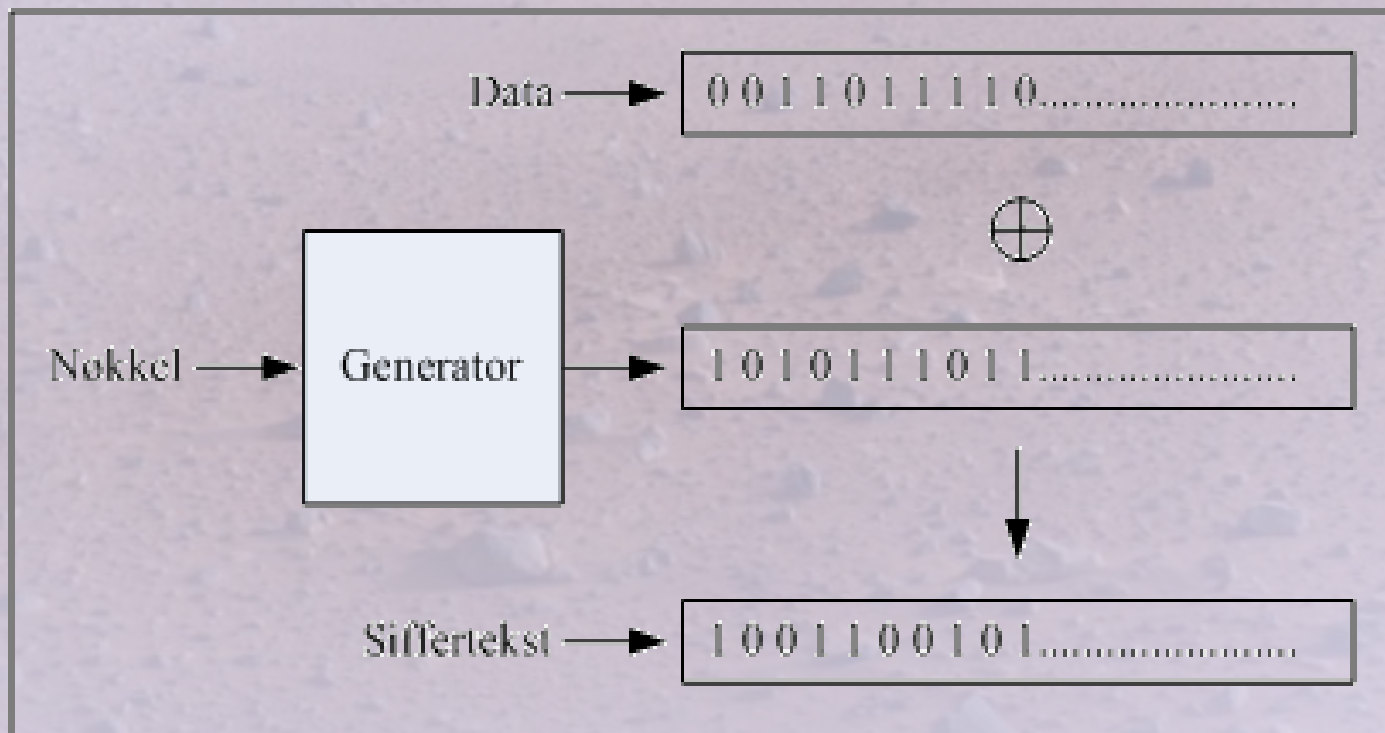 Data 0 0 1 1 0 1 1 1 1 0......................
Nøkkel Generator 1 0 1 0 1 1 1 0 1 1......................
Siffertekst 1 0 0 1 1 0 0 1 0 1......................